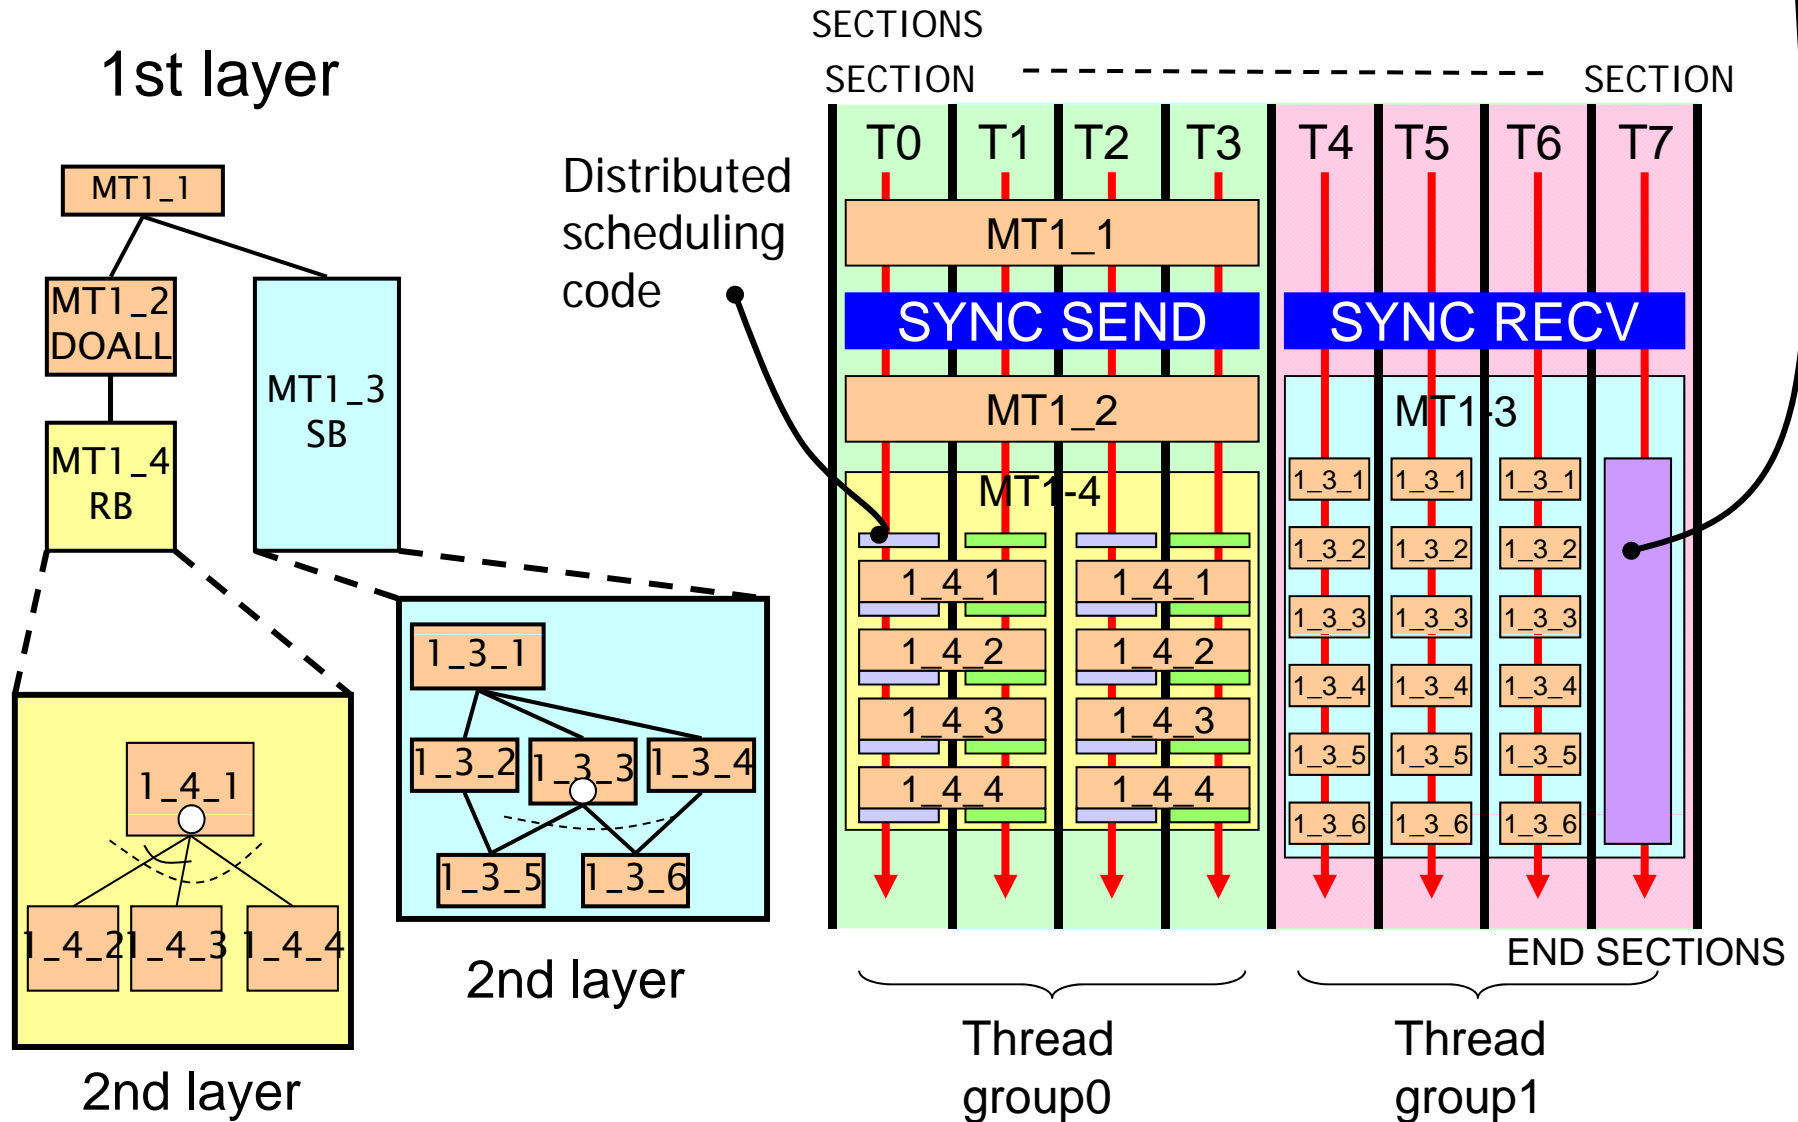 1st layer
MT1_1
MT1_2
DOALL
MT1_3
SB
MT1_4
RB
1_4_1
1_4_2
1_4_3
1_4_4
2nd layer
1_3_1
1_3_2
1_3_3
1_3_4
1_3_5
1_3_6
2nd layer
Distributed
scheduling
code
SECTIONS
SECTION
SECTION
T0 T1 T2 T3 T4 T5 T6 T7
MT1_1
SYNC SEND
SYNC RECV
MT1_2
MT1-4
1_4_1 1_4_1
1_4_2 1_4_2
1_4_3 1_4_3
1_4_4 1_4_4
MT1-3
1_3_1 1_3_1 1_3_1
1_3_2 1_3_2 1_3_2
1_3_3 1_3_3 1_3_3
1_3_4 1_3_4 1_3_4
1_3_5 1_3_5 1_3_5
1_3_6 1_3_6 1_3_6
END SECTIONS
Thread
group0
Thread
group1